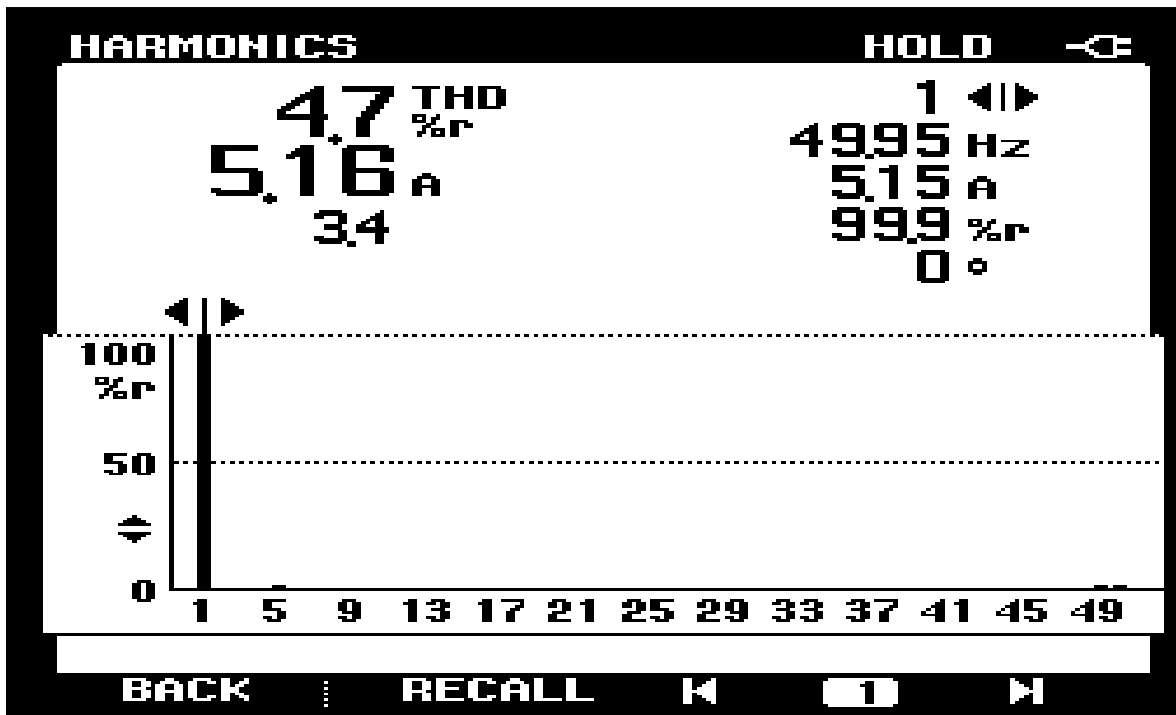 HARMONICS HOLD
4.7 THD %r
5.16 A
3.4
1
49.95 Hz
5.15 A
99.9 %r
0 °
100
%r
50
0
1 5 9 13 17 21 25 29 33 37 41 45 49
BACK RECALL 1